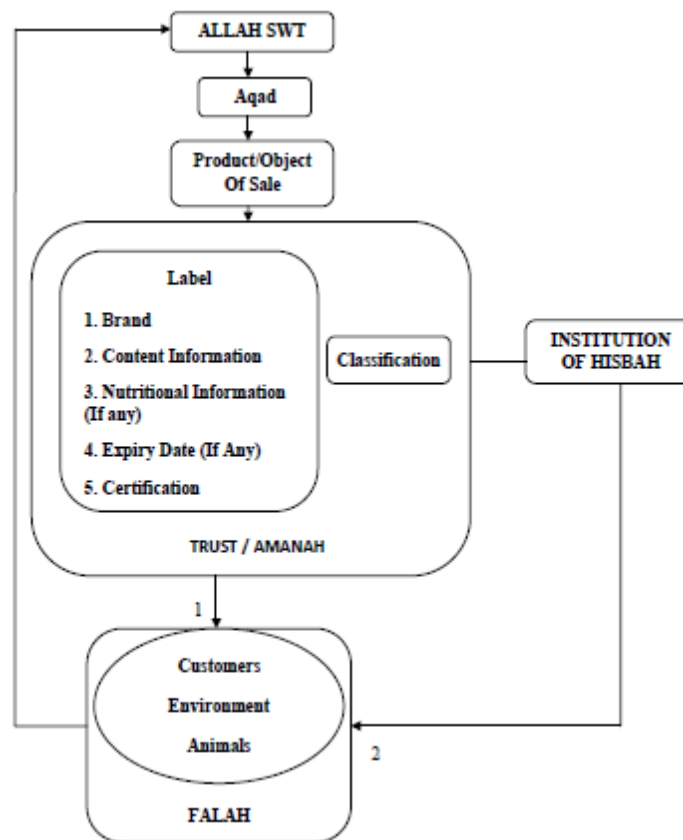 ALLAH SWT
Aqad
Product/Object
Of Sale
Label
1. Brand
2. Content Information
3. Nutritional Information
(If any)
4. Expiry Date (If Any)
5. Certification
Classification
INSTITUTION
OF HISBAH
TRUST / AMANAH
1
Customers
Environment
Animals
2
FALAH